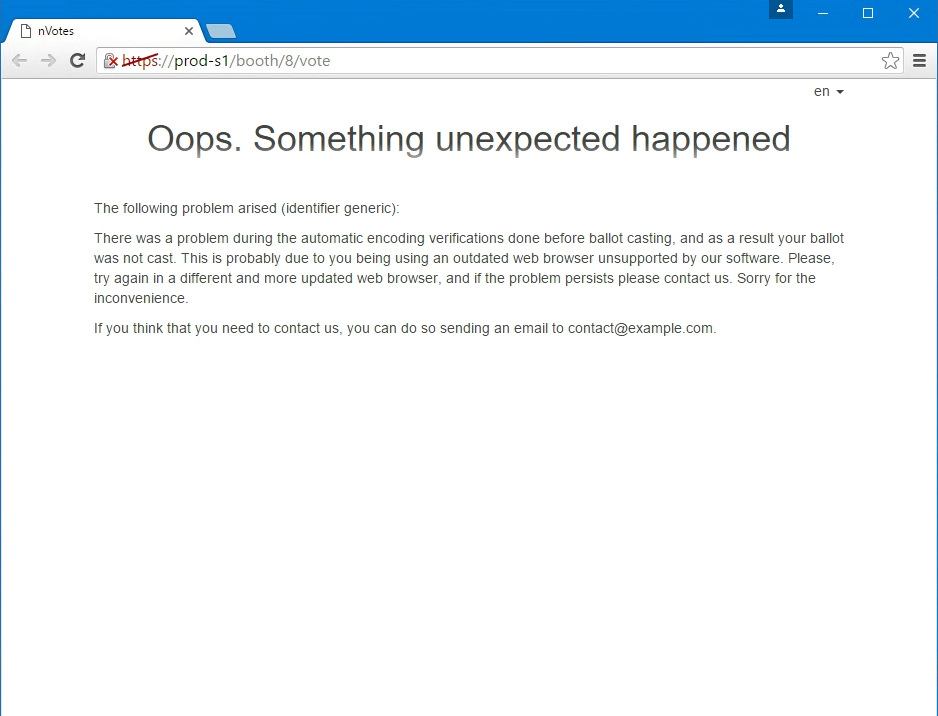 nVotes
https://prod-s1/booth/8/vote
en
Oops. Something unexpected happened
The following problem arised (identifier generic):
There was a problem during the automatic encoding verifications done before ballot casting, and as a result your ballot
was not cast. This is probably due to you being using an outdated web browser unsupported by our software. Please,
try again in a different and more updated web browser, and if the problem persists please contact us. Sorry for the
inconvenience.
If you think that you need to contact us, you can do so sending an email to contact@example.com.